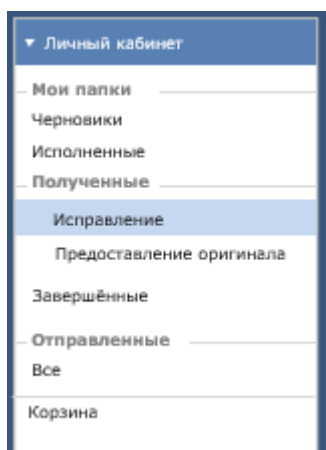 Личный кабинет
Мои папки
Черновики
Исполненные
Полученные
Исправление
Предоставление оригинала
Завершённые
Отправленные
Все
Корзина